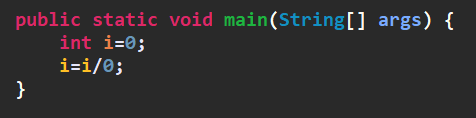 public static void main(String[] args) {
    int i=0;
    i=i/0;
}